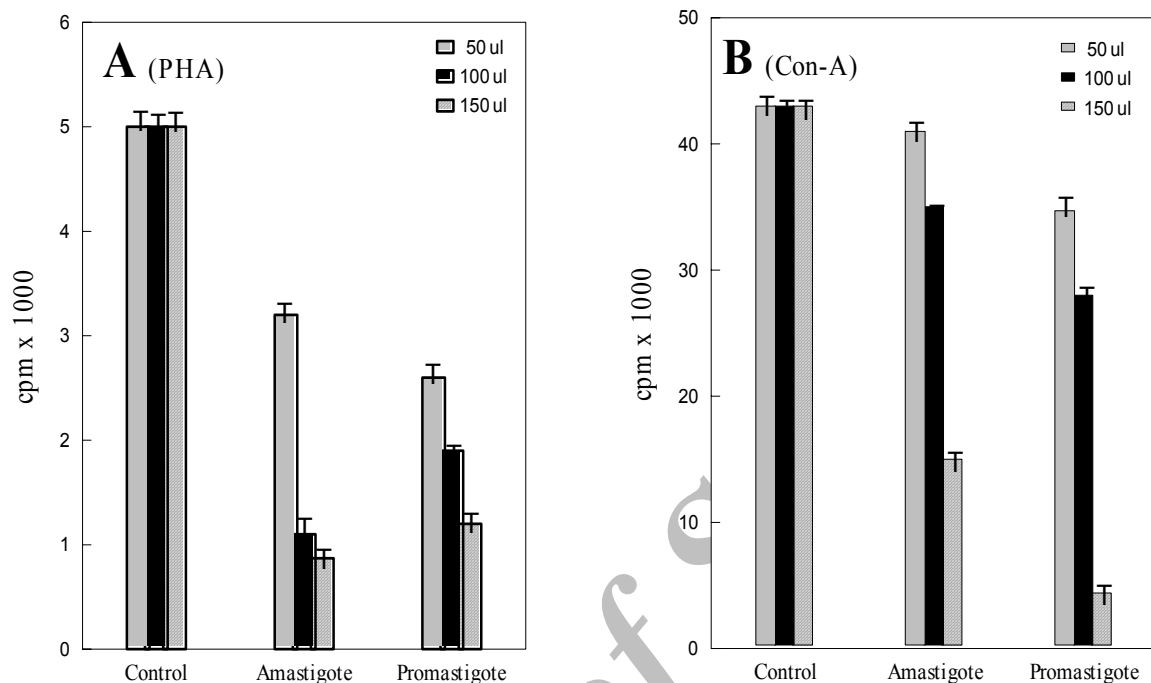 A (PHA)
50 ul
100 ul
150 ul
6
5
4
3
2
1
0
cpm x 1000
Control Amastigote Promastigote
B (Con-A)
50 ul
100 ul
150 ul
50
40
30
20
10
0
cpm x 1000
Control Amastigote Promastigote
of